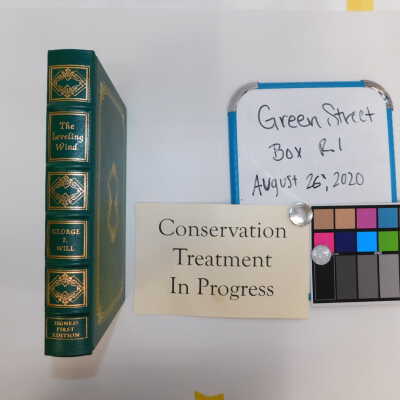 The
Leveling
Wind
GEORGE
F.
WILL
SIGNED
FIRST
EDITION
Green Street
Box R1
August 26, 2020
Conservation
Treatment
In Progress